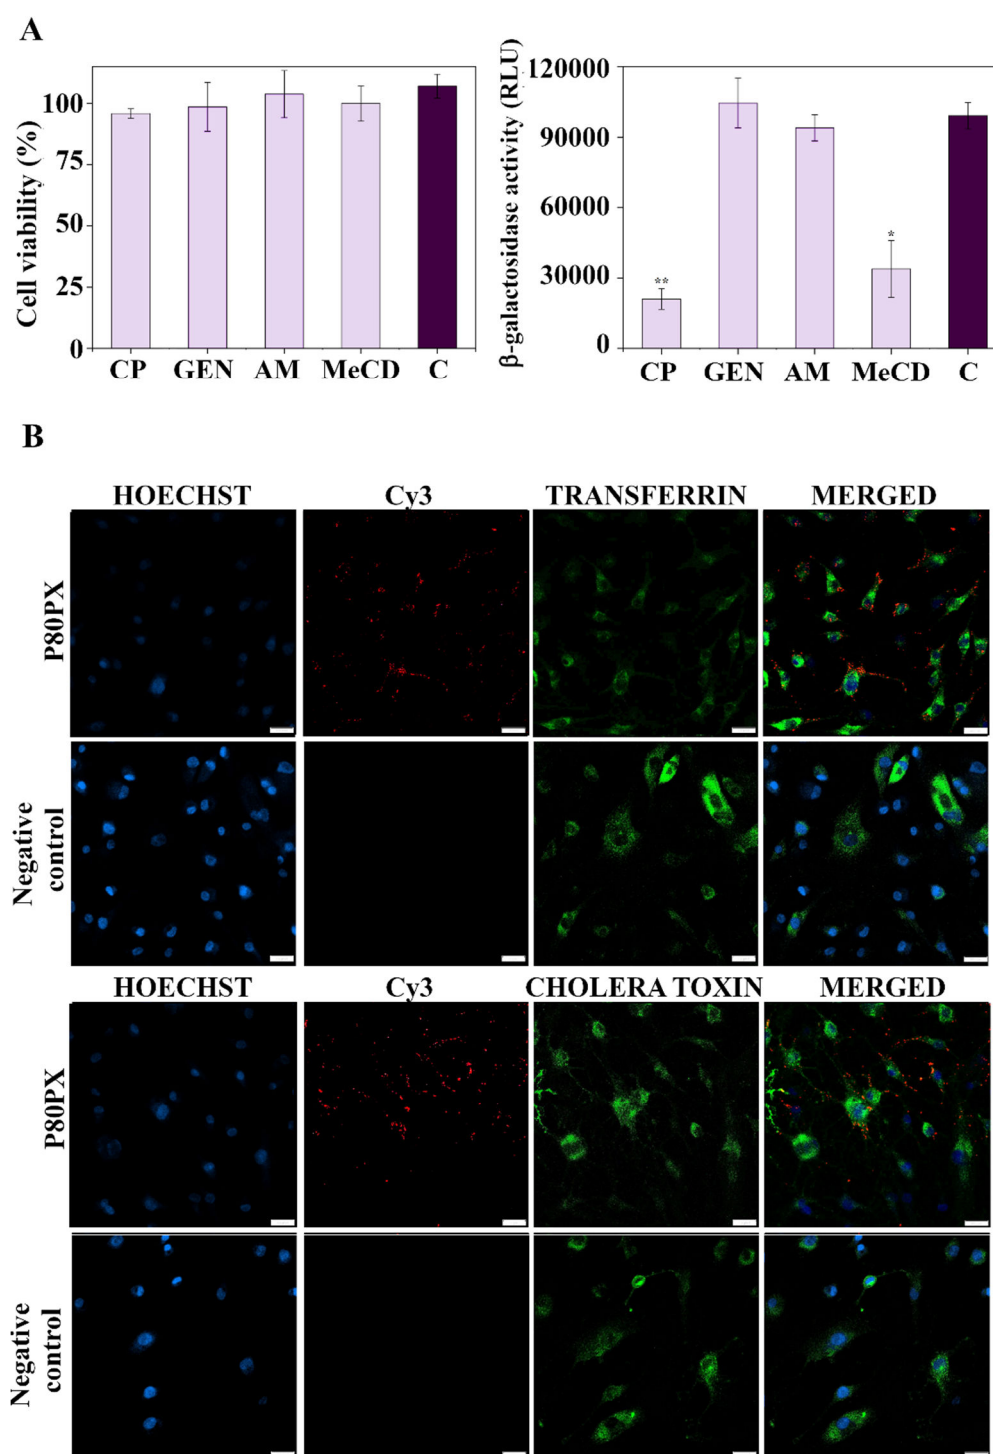 A
Cell viability (%)
100
75
50
25
0
CP GEN AM MeCD C
β-galactosidase activity (RLU)
120000
90000
60000
30000
0
** *
CP GEN AM MeCD C
B
HOECHST Cy3 TRANSFERRIN MERGED
P80PX
Negative
control
HOECHST Cy3 CHOLERA TOXIN MERGED
P80PX
Negative
control